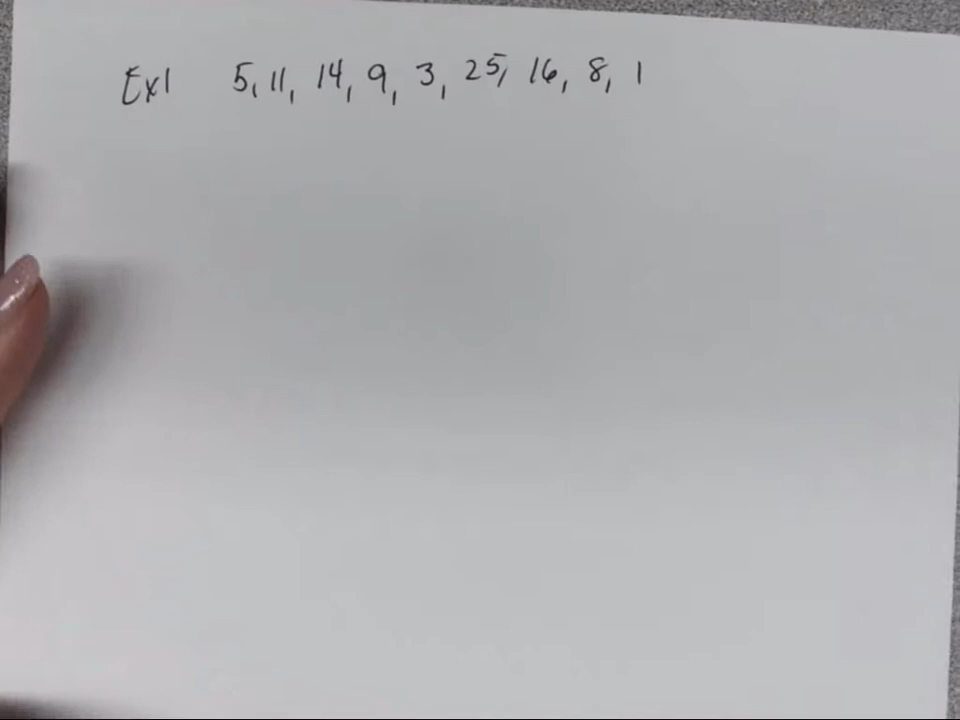 Ex1 5, 11, 14, 9, 3, 25, 16, 8, 1